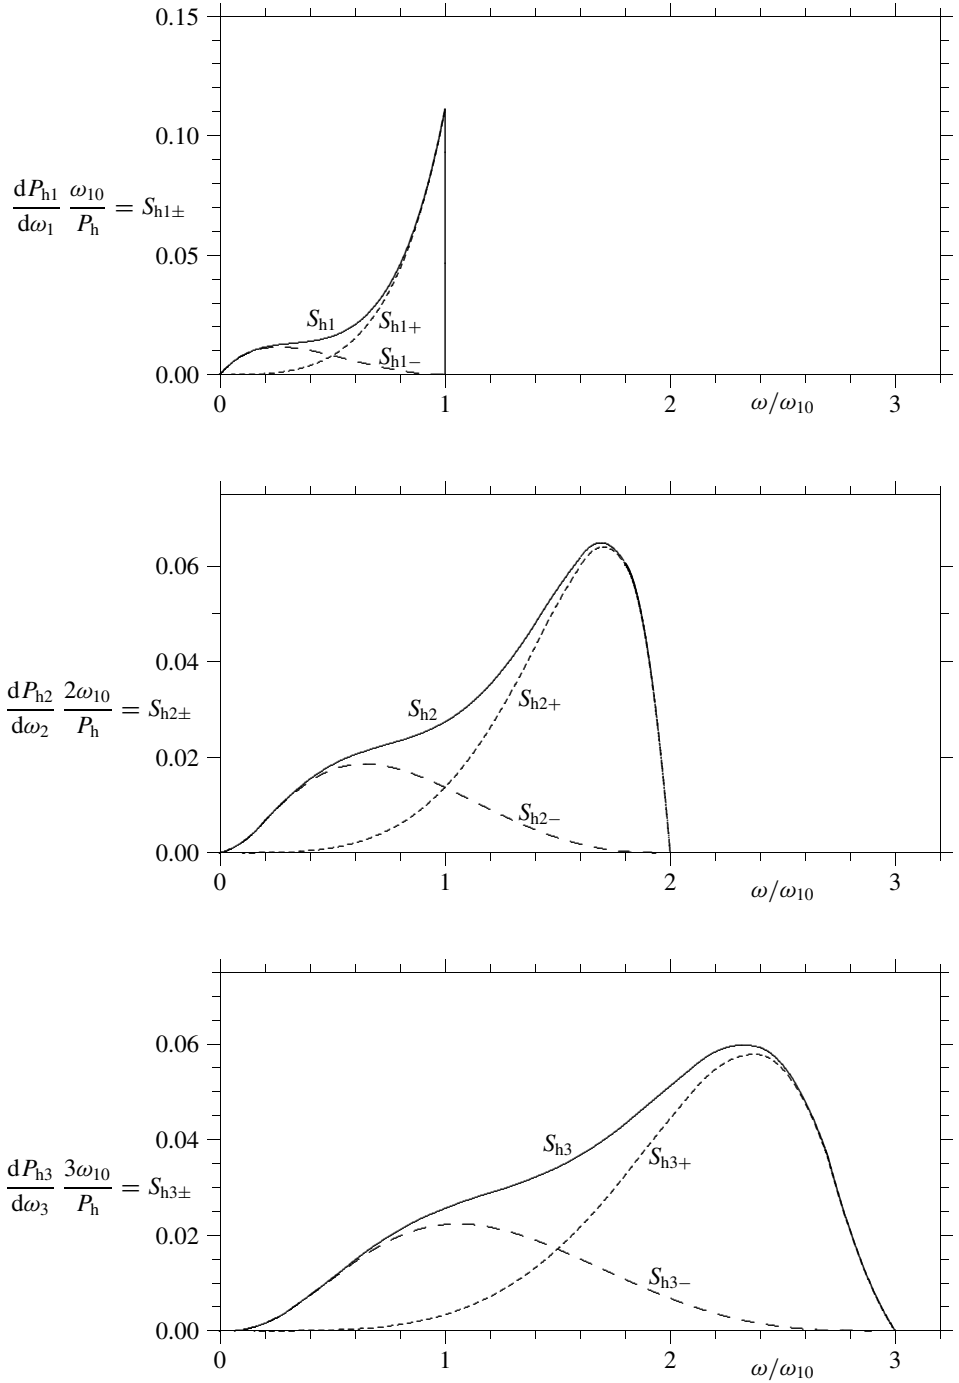 0.15
0.10
dP_h1/dω_1 ω_10/P_h = S_h1±
0.05
S_h1 S_h1+
S_h1−
0.00
0 1 2 ω/ω_10 3
0.06
0.04
dP_h2/dω_2 2ω_10/P_h = S_h2±
S_h2 S_h2+
0.02
S_h2−
0.00
0 1 2 ω/ω_10 3
0.06
0.04
S_h3 S_h3+
dP_h3/dω_3 3ω_10/P_h = S_h3±
0.02
S_h3−
0.00
0 1 2 ω/ω_10 3